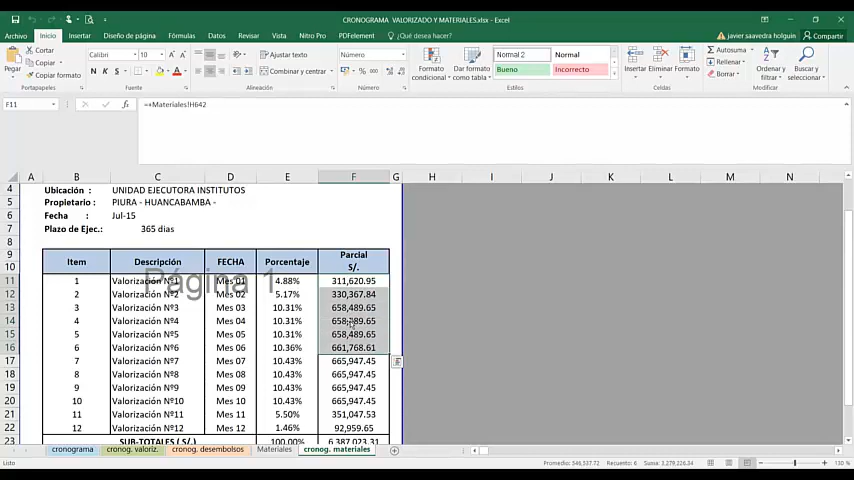 CRONOGRAMA VALORIZADO Y MATERIALES.xlsx - Excel
Archivo Inicio Insertar Diseño de página Fórmulas Datos Revisar Vista Nitro Pro PDFelement ¿Qué desea hacer? javier saavedra holguin Compartir
Pegar
Cortar
Copiar
Copiar formato
Portapapeles
Calibri 10
N K S
Fuente
Ajustar texto
Combinar y centrar
Alineación
Número
% 000
Número
Formato condicional
Dar formato como tabla
Normal 2 Normal
Bueno Incorrecto
Estilos
Insertar Eliminar Formato
Celdas
Autosuma
Rellenar
Borrar
Ordenar y filtrar
Buscar y seleccionar
Modificar
F11 fx =+Materiales!H642
A B C D E F G H I J K L M N
4 Ubicación : UNIDAD EJECUTORA INSTITUTOS
5 Propietario : PIURA - HUANCABAMBA -
6 Fecha : Jul-15
7 Plazo de Ejec.: 365 dias
8
9 10 Item Descripción FECHA Porcentaje Parcial S/.
Página 1
11 1 Valorización Nº1 Mes 01 4.88% 311,620.95
12 2 Valorización Nº2 Mes 02 5.17% 330,367.84
13 3 Valorización Nº3 Mes 03 10.31% 658,489.65
14 4 Valorización Nº4 Mes 04 10.31% 658,489.65
15 5 Valorización Nº5 Mes 05 10.31% 658,489.65
16 6 Valorización Nº6 Mes 06 10.36% 661,768.61
17 7 Valorización Nº7 Mes 07 10.43% 665,947.45
18 8 Valorización Nº8 Mes 08 10.43% 665,947.45
19 9 Valorización Nº9 Mes 09 10.43% 665,947.45
20 10 Valorización Nº10 Mes 10 10.43% 665,947.45
21 11 Valorización Nº11 Mes 11 5.50% 351,047.53
22 12 Valorización Nº12 Mes 12 1.46% 92,959.65
23 SUB-TOTALES ( S/.) 100.00% 6,387,023.31
cronograma cronog. valoriz. cronog. desembolsos Materiales cronog. materiales
Listo Promedio: 546,537.72 Recuento: 6 Suma: 3,279,226.34 130 %